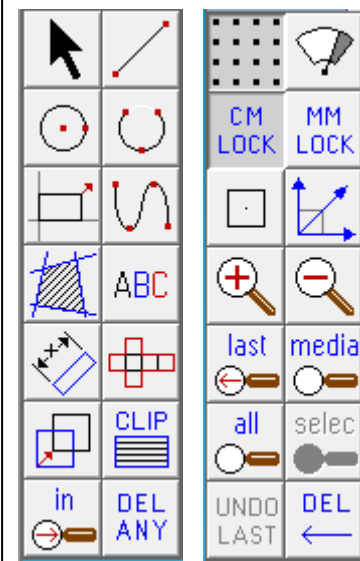 ABC
CLIP
in
DEL
ANY
CM
LOCK
MM
LOCK
last
media
all
selec
UNDO
LAST
DEL